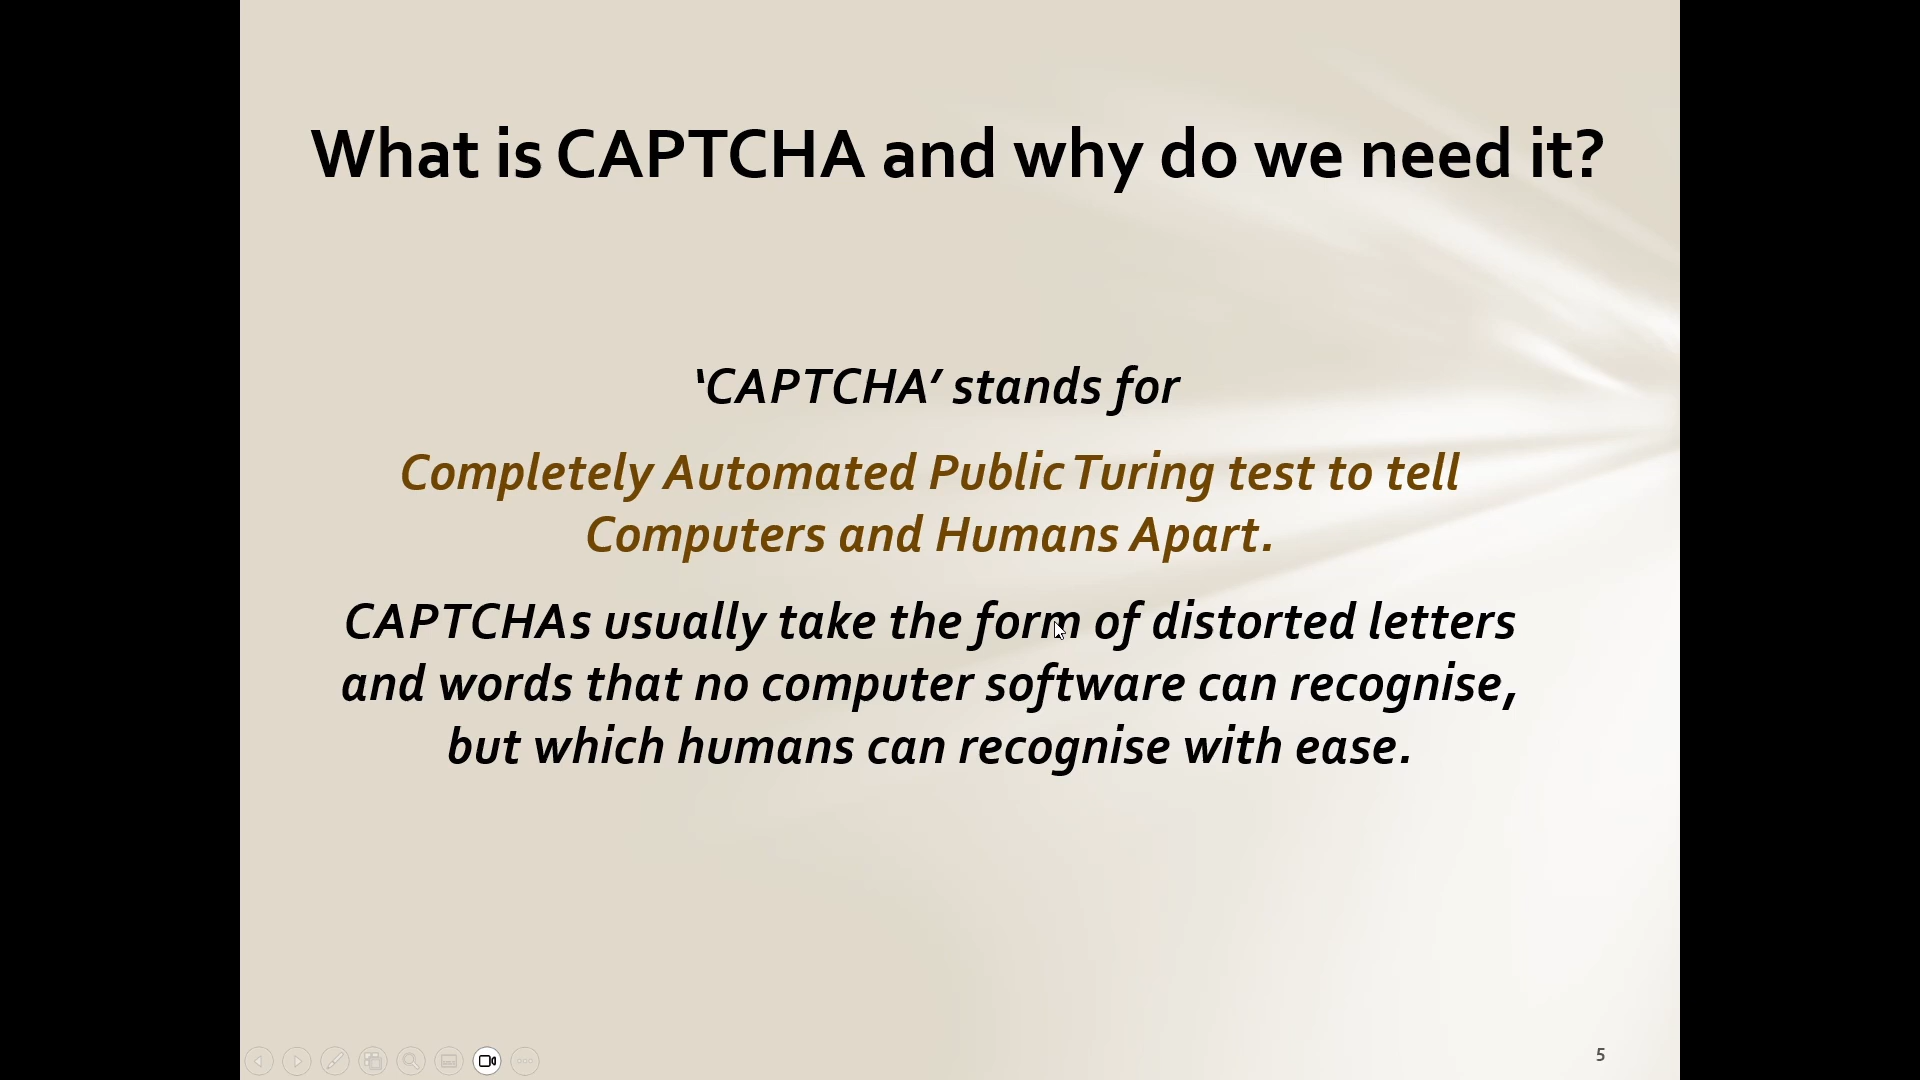 What is CAPTCHA and why do we need it?
‘CAPTCHA’ stands for
Completely Automated Public Turing test to tell
Computers and Humans Apart.
CAPTCHAs usually take the form of distorted letters
and words that no computer software can recognise,
but which humans can recognise with ease.
5